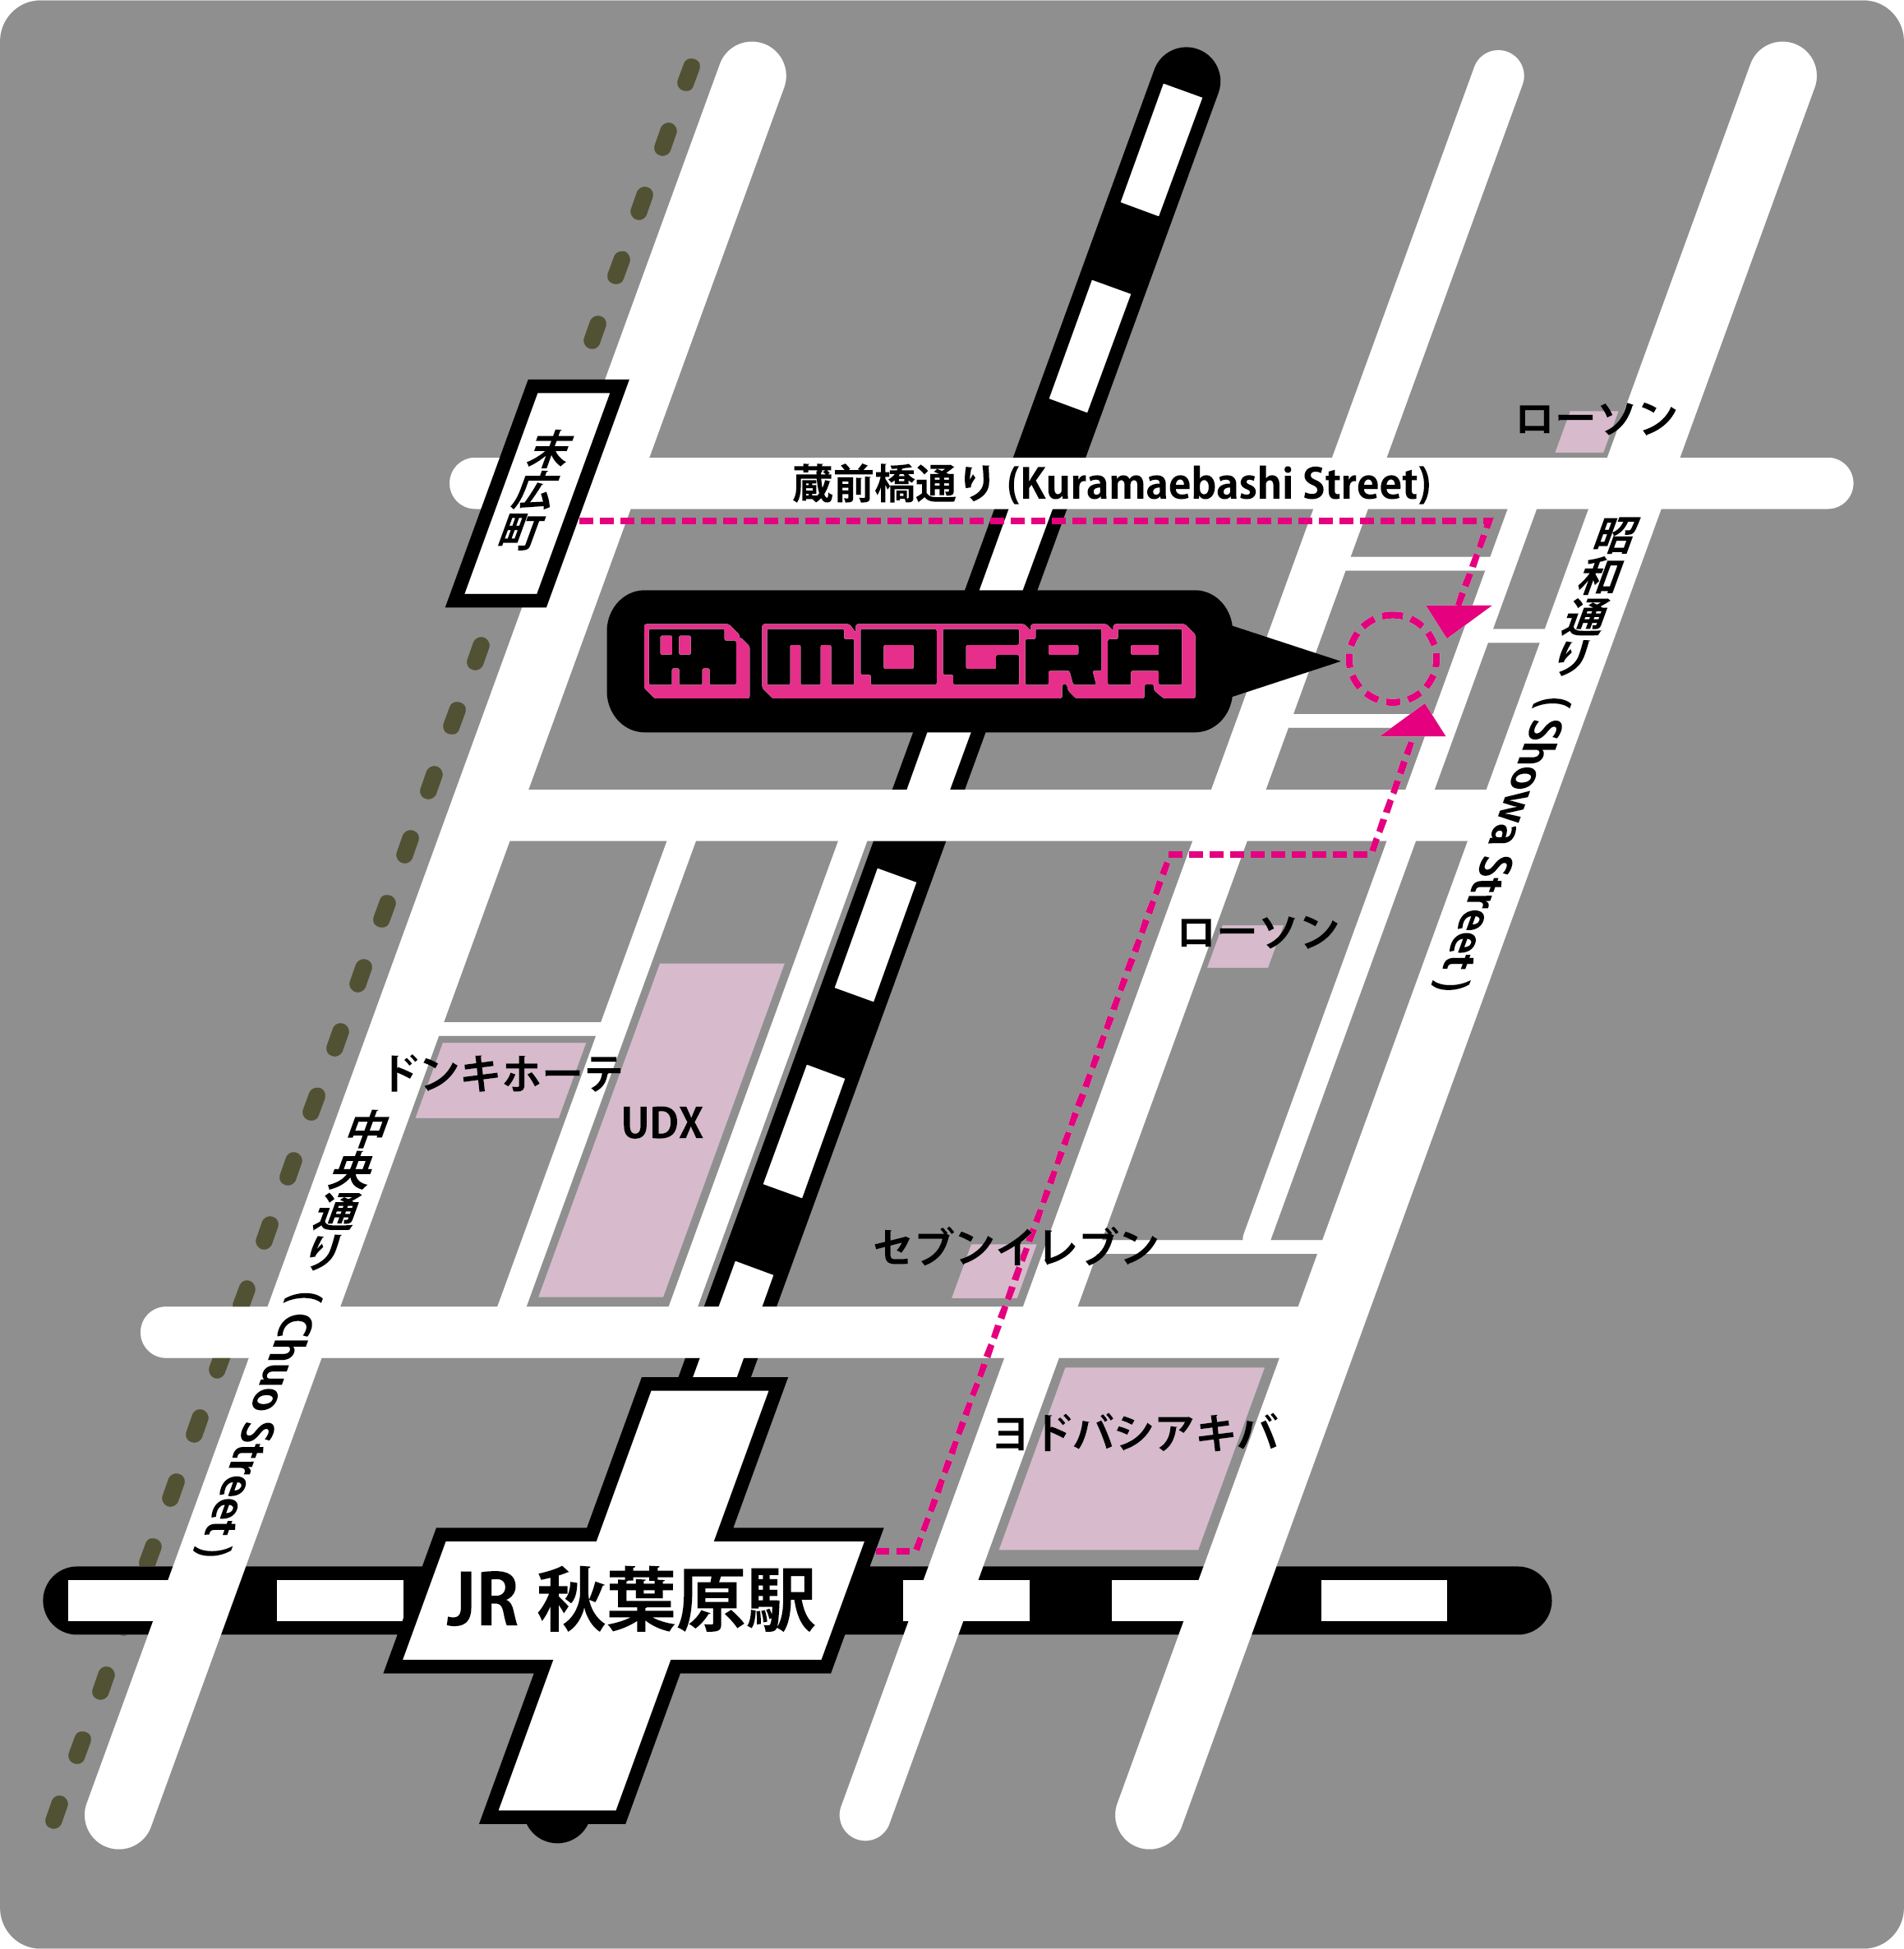 ローソン
末広町
蔵前橋通り (Kuramaebashi Street)
昭和通り (Showa Street)
MOGRA
ローソン
ドンキホーテ
UDX
中央通り (Chuo Street)
セブンイレブン
ヨドバシアキバ
JR 秋葉原駅